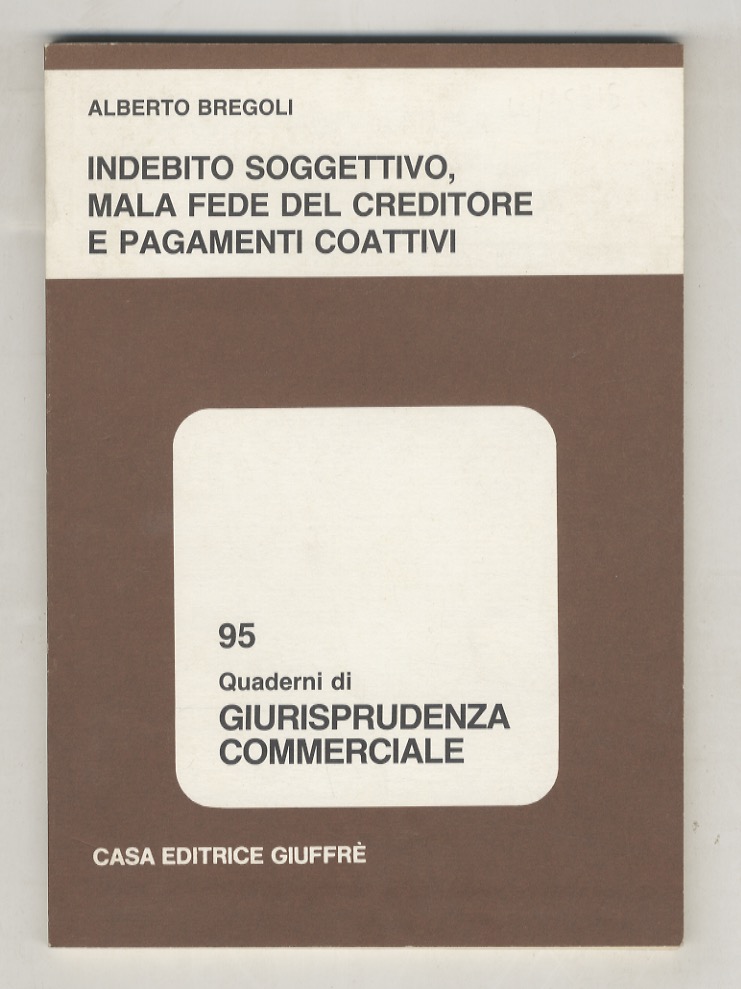 ALBERTO BREGOLI
INDEBITO SOGGETTIVO,
MALA FEDE DEL CREDITORE
E PAGAMENTI COATTIVI
95
Quaderni di
GIURISPRUDENZA
COMMERCIALE
CASA EDITRICE GIUFFRÈ